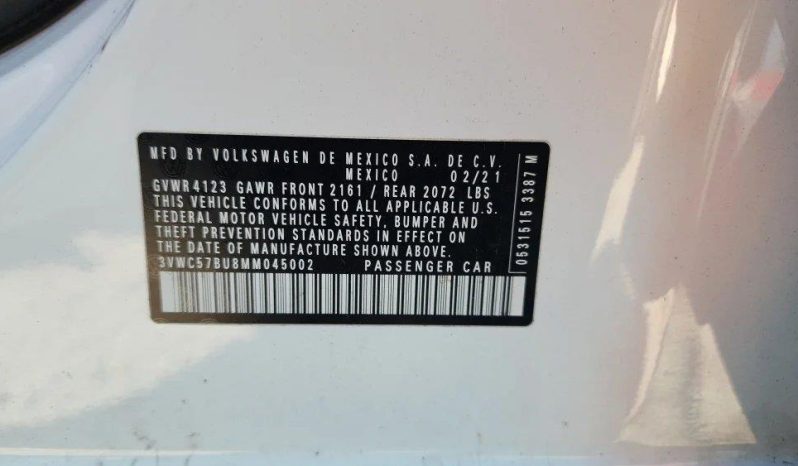 MFD BY VOLKSWAGEN DE MEXICO S.A. DE C.V.
MEXICO 02/21
GVWR 4123 GAWR FRONT 2161 / REAR 2072 LBS
THIS VEHICLE CONFORMS TO ALL APPLICABLE U.S.
FEDERAL MOTOR VEHICLE SAFETY, BUMPER AND
THEFT PREVENTION STANDARDS IN EFFECT ON
THE DATE OF MANUFACTURE SHOWN ABOVE.
3VWC57BU8MM045002 PASSENGER CAR
0531515 3387 M